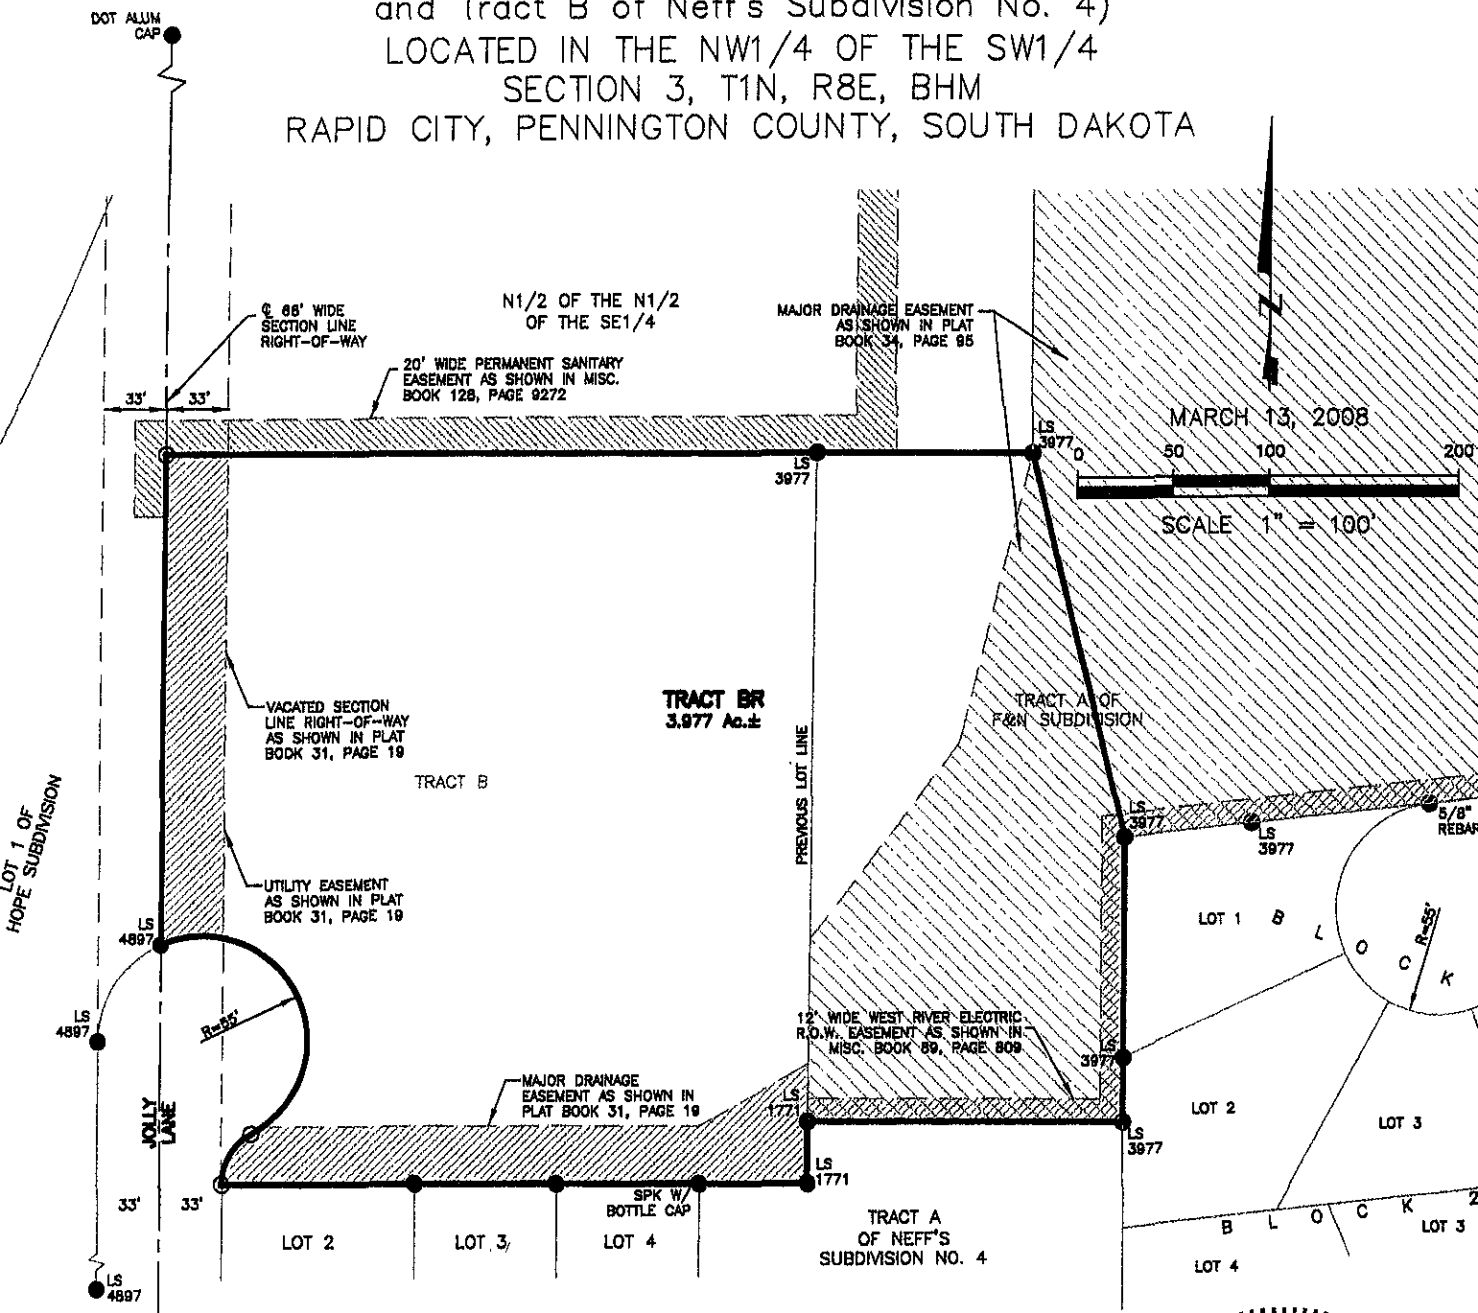 DOT ALUM
CAP
and Tract B of Neff's Subdivision No. 4)
LOCATED IN THE NW1/4 OF THE SW1/4
SECTION 3, T1N, R8E, BHM
RAPID CITY, PENNINGTON COUNTY, SOUTH DAKOTA
℄ 66' WIDE
SECTION LINE
RIGHT-OF-WAY
N1/2 OF THE N1/2
OF THE SE1/4
MAJOR DRAINAGE EASEMENT
AS SHOWN IN PLAT
BOOK 34, PAGE 95
N
20' WIDE PERMANENT SANITARY
EASEMENT AS SHOWN IN MISC.
BOOK 128, PAGE 9272
33'
33'
MARCH 13, 2008
LS
3977
LS
3977
0
50
100
200
SCALE 1" = 100'
TRACT BR
3.977 Ac.±
TRACT A OF
F&N SUBDIVISION
VACATED SECTION
LINE RIGHT-OF-WAY
AS SHOWN IN PLAT
BOOK 31, PAGE 19
TRACT B
PREVIOUS LOT LINE
LOT 1 OF
HOPE SUBDIVISION
LS
3977
LS
3977
5/8"
REBAR
UTILITY EASEMENT
AS SHOWN IN PLAT
BOOK 31, PAGE 19
LOT 1
BLOCK
R=55'
LS
4897
LS
4897
R=55'
12' WIDE WEST RIVER ELECTRIC
R.O.W. EASEMENT AS SHOWN IN
MISC. BOOK 89, PAGE 809
LS
3977
MAJOR DRAINAGE
EASEMENT AS SHOWN IN
PLAT BOOK 31, PAGE 19
LS
1771
LOT 2
LOT 3
JOLLY
LANE
LS
3977
LS
1771
33'
33'
SPK W/
BOTTLE CAP
LOT 2
LOT 3
LOT 4
TRACT A
OF NEFF'S
SUBDIVISION NO. 4
BLOCK 2
LOT 3
LOT 4
LS
4897